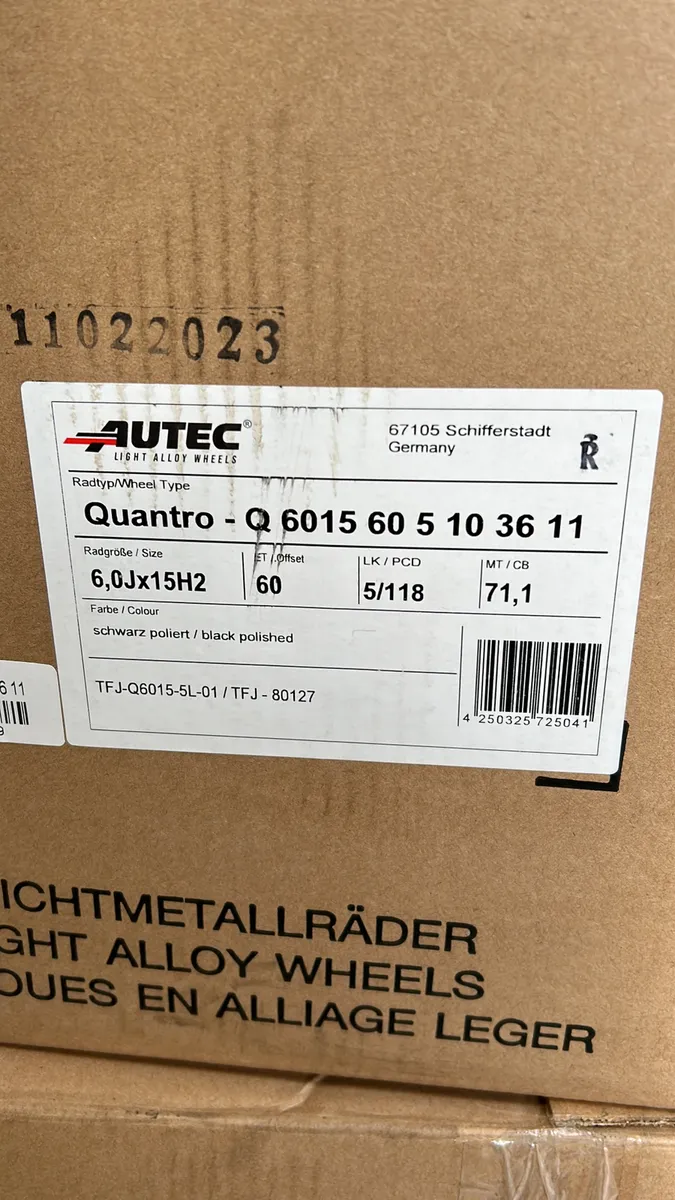 11022023
AUTEC®
LIGHT ALLOY WHEELS
67105 Schifferstadt
Germany
R
Radtyp/Wheel Type
Quantro - Q 6015 60 5 10 36 11
Radgröße / Size
6,0Jx15H2
ET / Offset
60
LK / PCD
5/118
MT / CB
71,1
Farbe / Colour
schwarz poliert / black polished
TFJ-Q6015-5L-01 / TFJ - 80127
4 250325 725041
6 11
9
ICHTMETALLRÄDER
GHT ALLOY WHEELS
OUES EN ALLIAGE LEGER